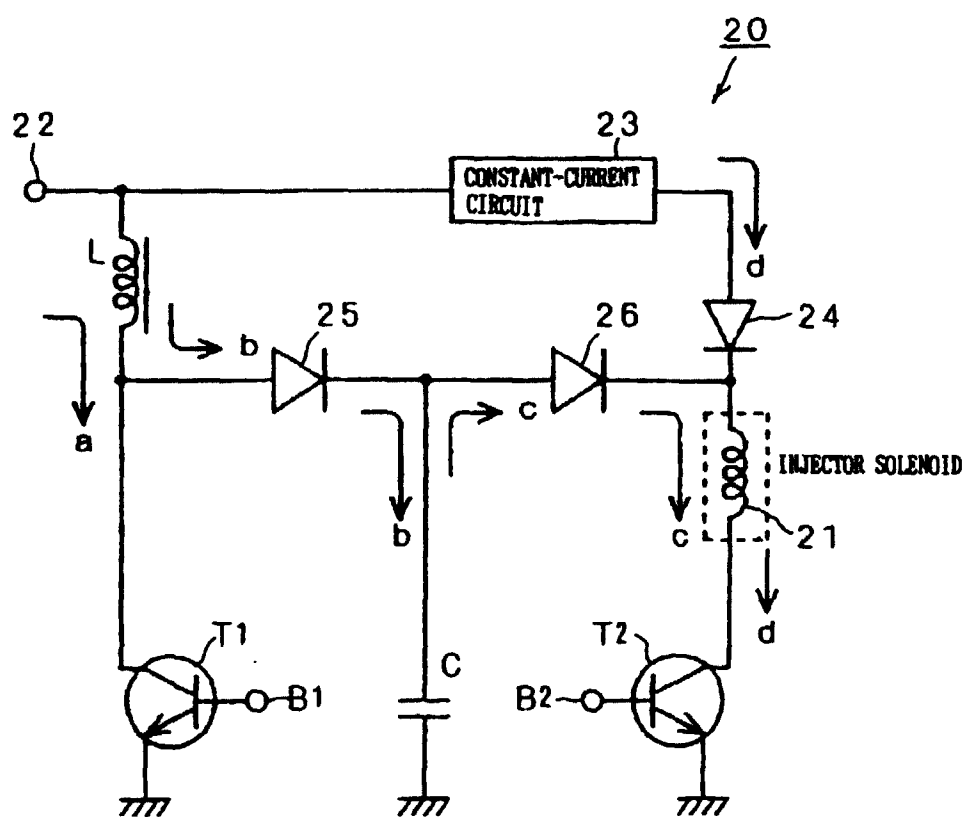 20
22
23
CONSTANT-CURRENT
CIRCUIT
d
L
24
25
26
b
c
a
INJECTOR SOLENOID
b
c
21
d
T1
T2
C
B1
B2